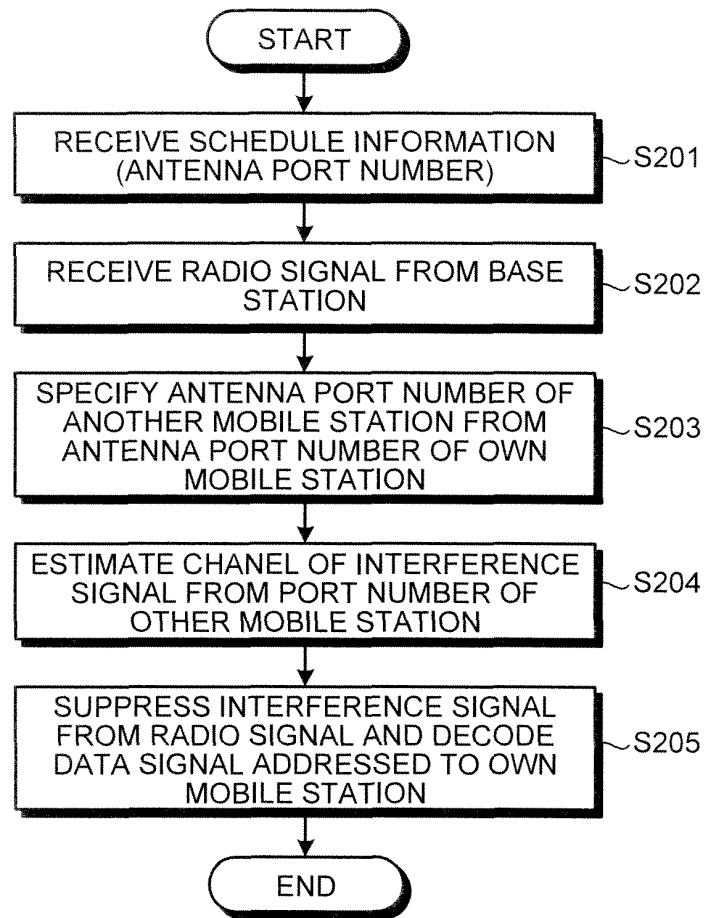 START
RECEIVE SCHEDULE INFORMATION
(ANTENNA PORT NUMBER)
S201
RECEIVE RADIO SIGNAL FROM BASE
STATION
S202
SPECIFY ANTENNA PORT NUMBER OF
ANOTHER MOBILE STATION FROM
ANTENNA PORT NUMBER OF OWN
MOBILE STATION
S203
ESTIMATE CHANEL OF INTERFERENCE
SIGNAL FROM PORT NUMBER OF
OTHER MOBILE STATION
S204
SUPPRESS INTERFERENCE SIGNAL
FROM RADIO SIGNAL AND DECODE
DATA SIGNAL ADDRESSED TO OWN
MOBILE STATION
S205
END